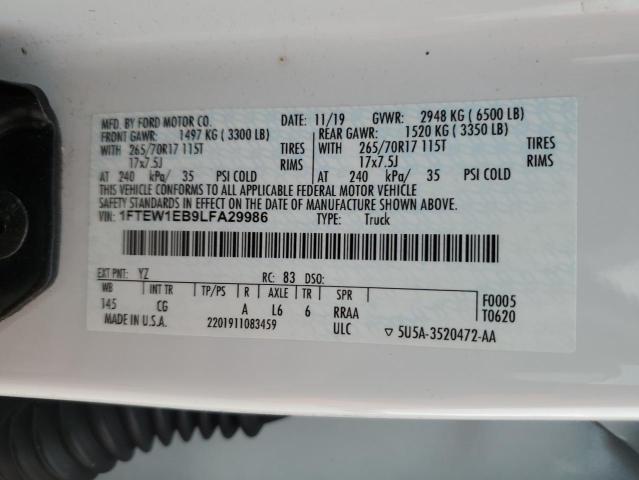 MFD. BY FORD MOTOR CO. DATE: 11/19 GVWR: 2948 KG ( 6500 LB)
FRONT GAWR: 1497 KG ( 3300 LB) REAR GAWR: 1520 KG ( 3350 LB)
WITH 265/70R17 115T TIRES WITH 265/70R17 115T TIRES
17x7.5J RIMS 17x7.5J RIMS
AT 240 kPa/ 35 PSI COLD AT 240 kPa/ 35 PSI COLD
THIS VEHICLE CONFORMS TO ALL APPLICABLE FEDERAL MOTOR VEHICLE
SAFETY STANDARDS IN EFFECT ON THE DATE OF MANUFACTURE SHOWN ABOVE.
VIN: 1FTEW1EB9LFA29986 TYPE: Truck
EXT PNT: YZ RC: 83 DSO:
WB INT TR TP/PS R AXLE TR SPR F0005
145 CG A L6 6 RRAA T0620
MADE IN U.S.A. 2201911083459 ULC ▽ 5U5A-3520472-AA